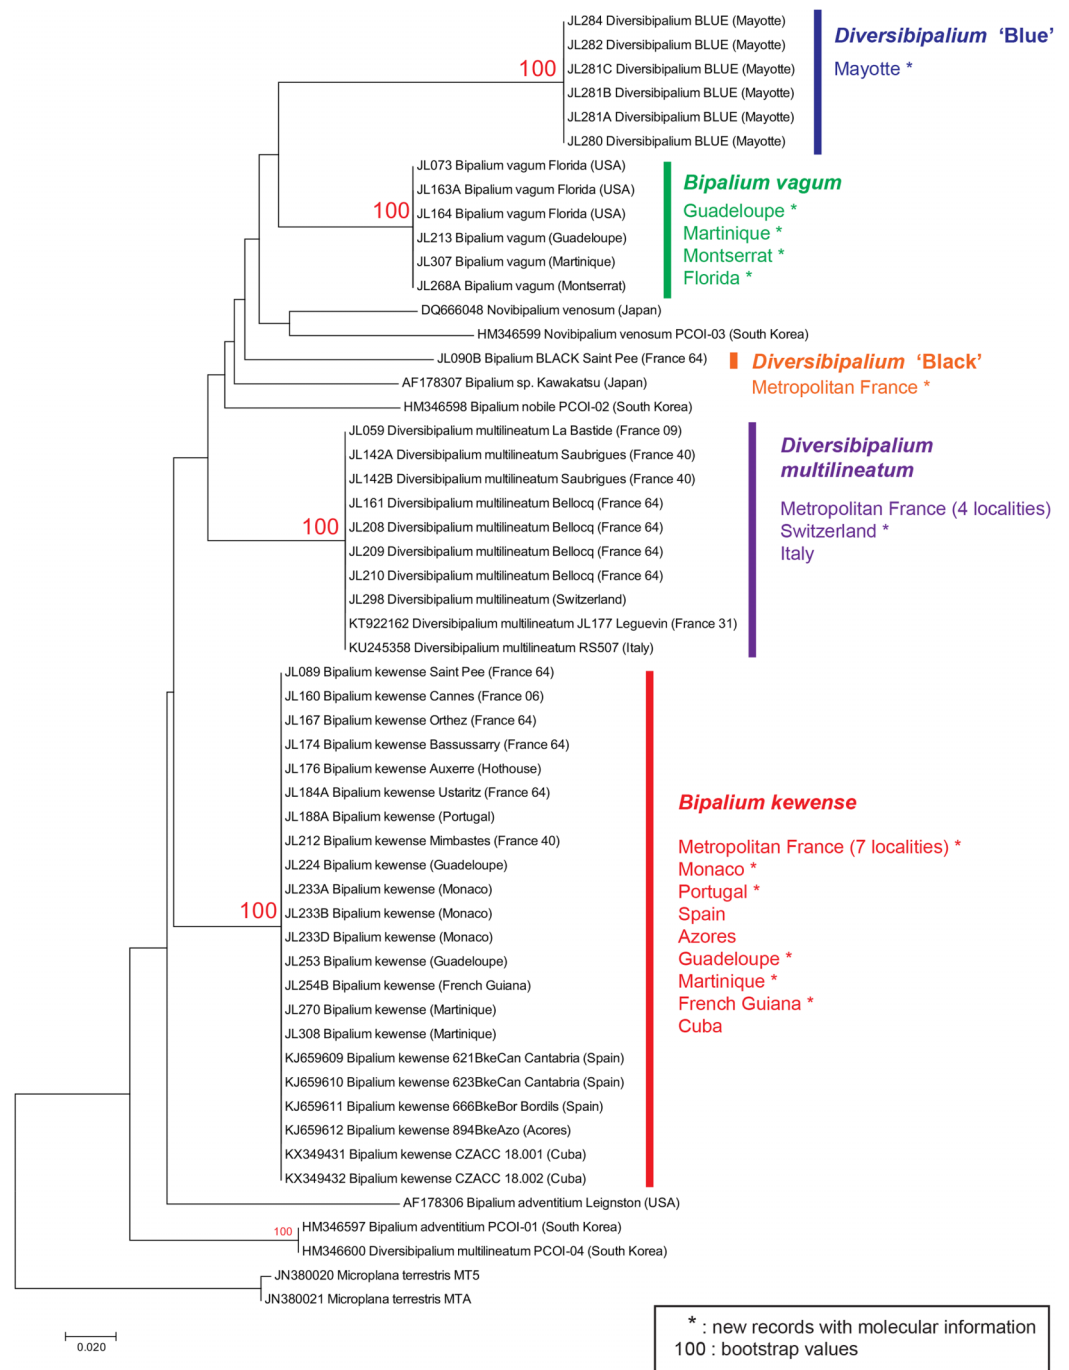 JL284 Diversibipalium BLUE (Mayotte)
JL282 Diversibipalium BLUE (Mayotte)
JL281C Diversibipalium BLUE (Mayotte)
JL281B Diversibipalium BLUE (Mayotte)
JL281A Diversibipalium BLUE (Mayotte)
JL280 Diversibipalium BLUE (Mayotte)
100
Diversibipalium ‘Blue’
Mayotte *
JL073 Bipalium vagum Florida (USA)
JL163A Bipalium vagum Florida (USA)
JL164 Bipalium vagum Florida (USA)
JL213 Bipalium vagum (Guadeloupe)
JL307 Bipalium vagum (Martinique)
JL268A Bipalium vagum (Montserrat)
100
Bipalium vagum
Guadeloupe *
Martinique *
Montserrat *
Florida *
DQ666048 Novibipalium venosum (Japan)
HM346599 Novibipalium venosum PCOI-03 (South Korea)
JL090B Bipalium BLACK Saint Pee (France 64)
Diversibipalium ‘Black’
Metropolitan France *
AF178307 Bipalium sp. Kawakatsu (Japan)
HM346598 Bipalium nobile PCOI-02 (South Korea)
JL059 Diversibipalium multilineatum La Bastide (France 09)
JL142A Diversibipalium multilineatum Saubrigues (France 40)
JL142B Diversibipalium multilineatum Saubrigues (France 40)
JL161 Diversibipalium multilineatum Bellocq (France 64)
JL208 Diversibipalium multilineatum Bellocq (France 64)
JL209 Diversibipalium multilineatum Bellocq (France 64)
JL210 Diversibipalium multilineatum Bellocq (France 64)
JL298 Diversibipalium multilineatum (Switzerland)
KT922162 Diversibipalium multilineatum JL177 Leguevin (France 31)
KU245358 Diversibipalium multilineatum RS507 (Italy)
100
Diversibipalium
multilineatum
Metropolitan France (4 localities)
Switzerland *
Italy
JL089 Bipalium kewense Saint Pee (France 64)
JL160 Bipalium kewense Cannes (France 06)
JL167 Bipalium kewense Orthez (France 64)
JL174 Bipalium kewense Bassussarry (France 64)
JL176 Bipalium kewense Auxerre (Hothouse)
JL184A Bipalium kewense Ustaritz (France 64)
JL188A Bipalium kewense (Portugal)
JL212 Bipalium kewense Mimbastes (France 40)
JL224 Bipalium kewense (Guadeloupe)
JL233A Bipalium kewense (Monaco)
JL233B Bipalium kewense (Monaco)
JL233D Bipalium kewense (Monaco)
JL253 Bipalium kewense (Guadeloupe)
JL254B Bipalium kewense (French Guiana)
JL270 Bipalium kewense (Martinique)
JL308 Bipalium kewense (Martinique)
KJ659609 Bipalium kewense 621BkeCan Cantabria (Spain)
KJ659610 Bipalium kewense 623BkeCan Cantabria (Spain)
KJ659611 Bipalium kewense 666BkeBor Bordils (Spain)
KJ659612 Bipalium kewense 894BkeAzo (Acores)
KX349431 Bipalium kewense CZACC 18.001 (Cuba)
KX349432 Bipalium kewense CZACC 18.002 (Cuba)
100
Bipalium kewense
Metropolitan France (7 localities) *
Monaco *
Portugal *
Spain
Azores
Guadeloupe *
Martinique *
French Guiana *
Cuba
AF178306 Bipalium adventitium Leignston (USA)
100
HM346597 Bipalium adventitium PCOI-01 (South Korea)
HM346600 Diversibipalium multilineatum PCOI-04 (South Korea)
JN380020 Microplana terrestris MT5
JN380021 Microplana terrestris MTA
0.020
* : new records with molecular information
100 : bootstrap values